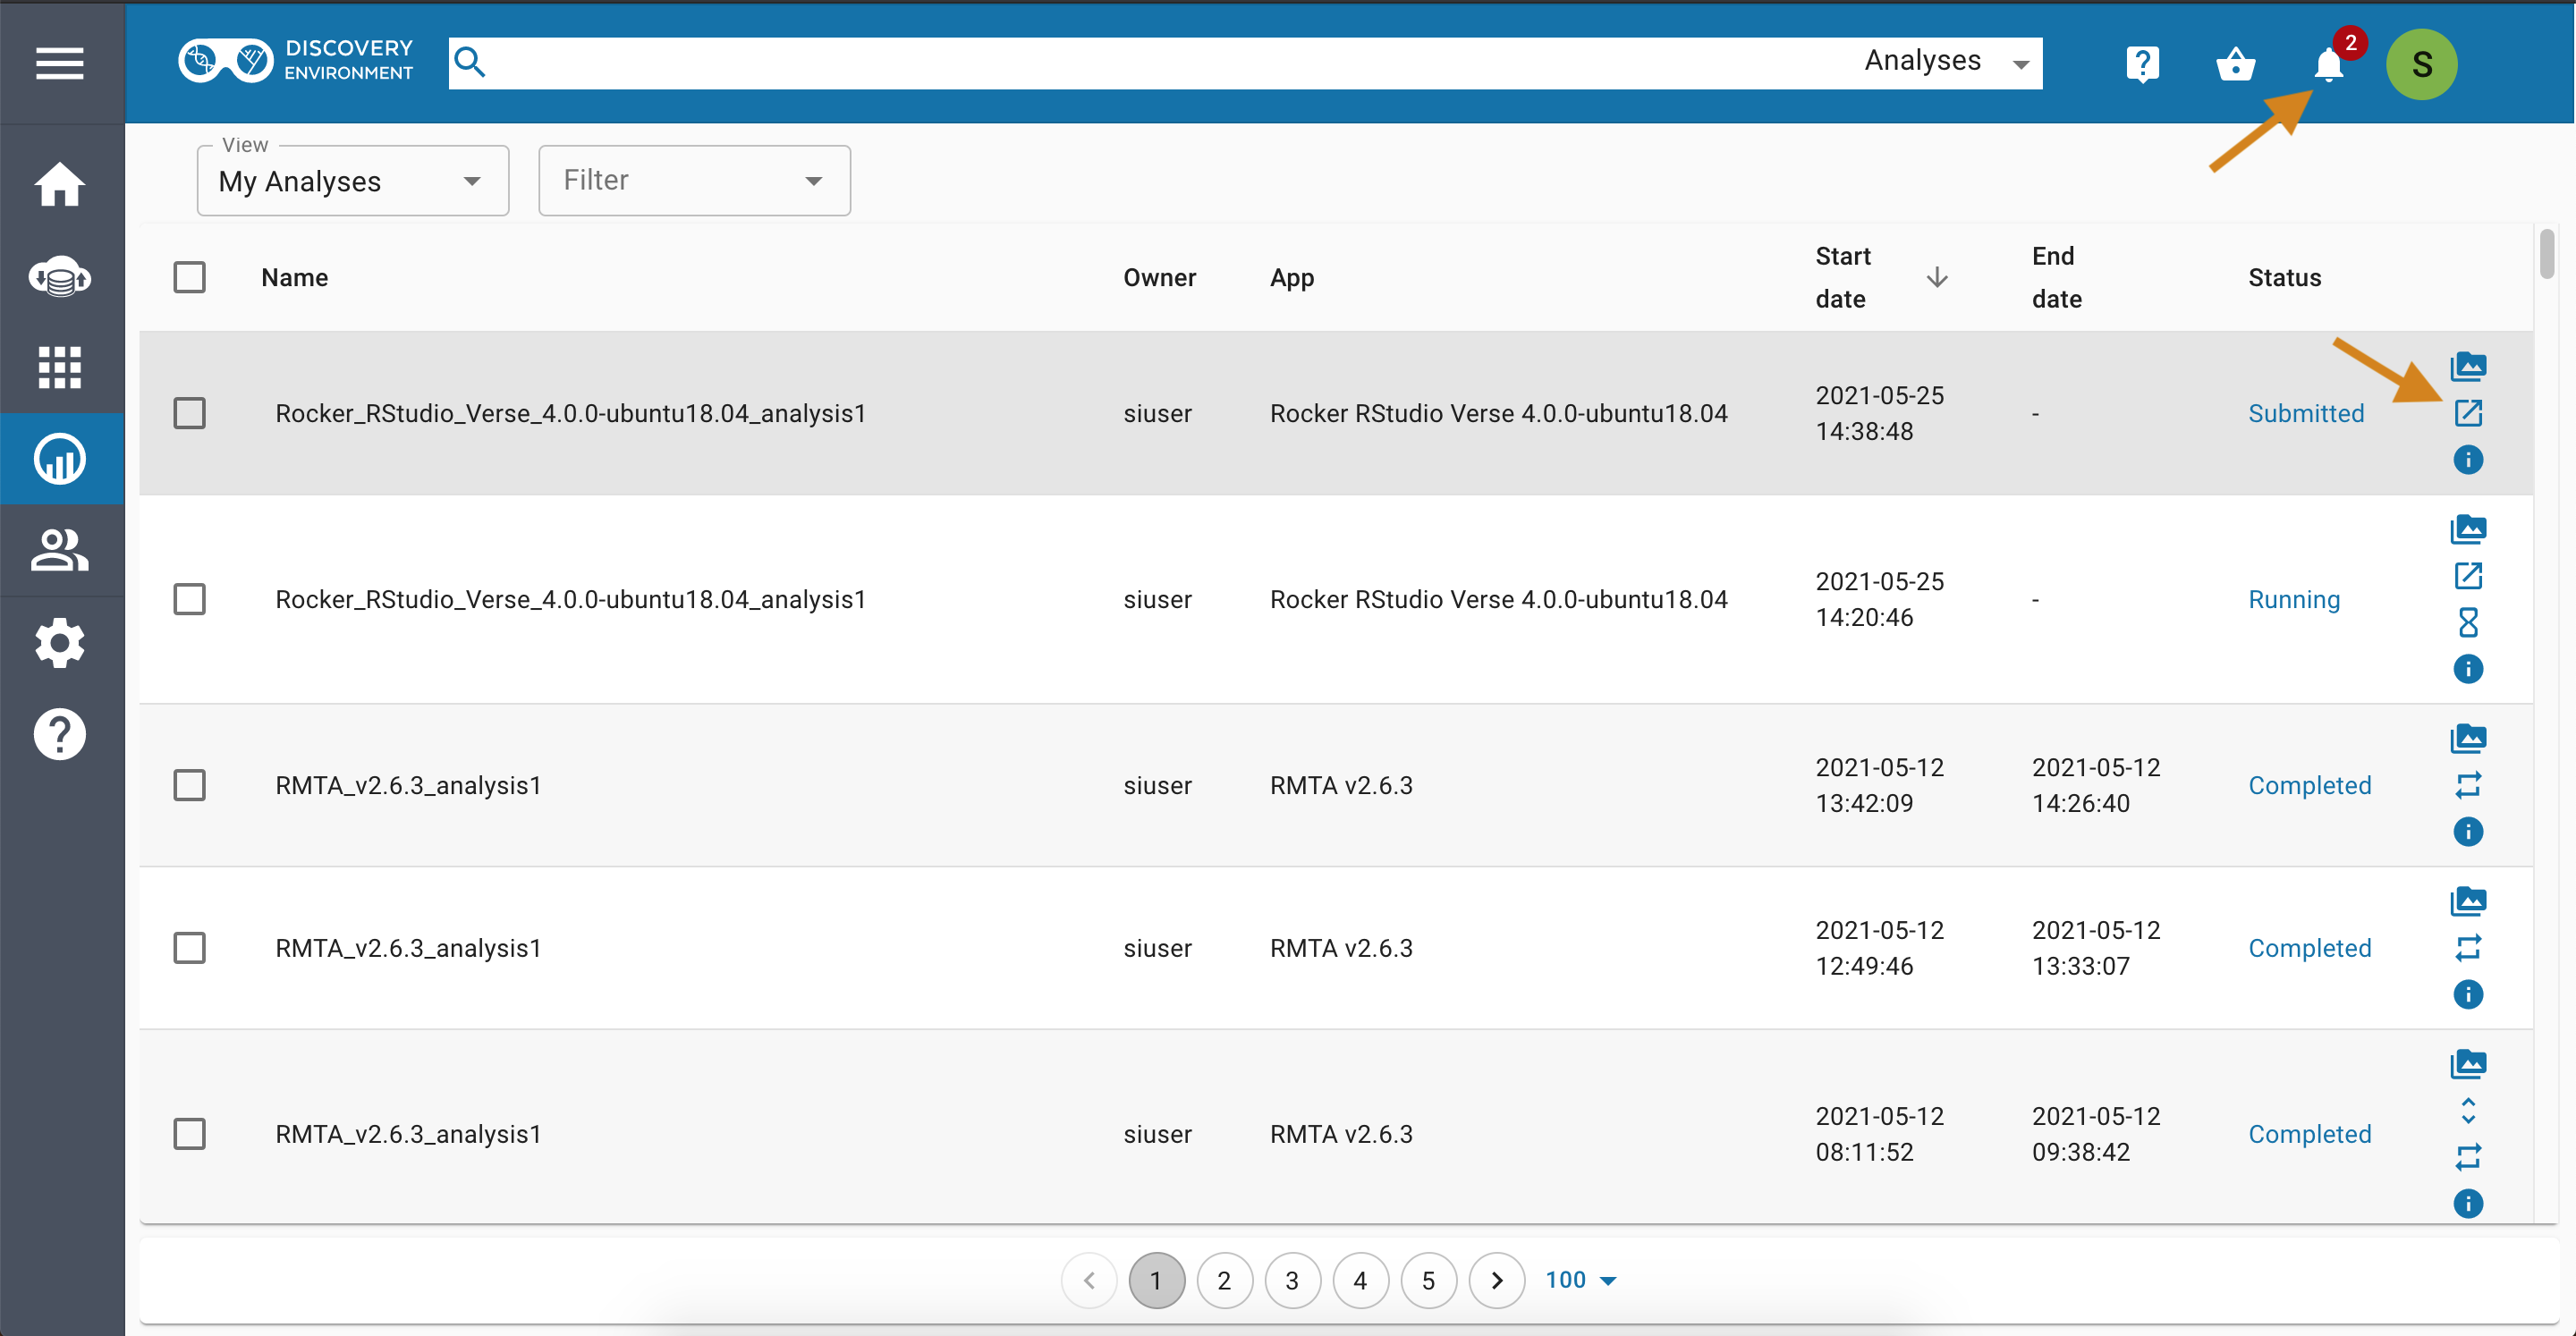 DISCOVERY
ENVIRONMENT
Analyses
2
S
View
My Analyses
Filter
Name
Owner
App
Start
date
End
date
Status
Rocker_RStudio_Verse_4.0.0-ubuntu18.04_analysis1
siuser
Rocker RStudio Verse 4.0.0-ubuntu18.04
2021-05-25
14:38:48
-
Submitted
Rocker_RStudio_Verse_4.0.0-ubuntu18.04_analysis1
siuser
Rocker RStudio Verse 4.0.0-ubuntu18.04
2021-05-25
14:20:46
-
Running
RMTA_v2.6.3_analysis1
siuser
RMTA v2.6.3
2021-05-12
13:42:09
2021-05-12
14:26:40
Completed
RMTA_v2.6.3_analysis1
siuser
RMTA v2.6.3
2021-05-12
12:49:46
2021-05-12
13:33:07
Completed
RMTA_v2.6.3_analysis1
siuser
RMTA v2.6.3
2021-05-12
08:11:52
2021-05-12
09:38:42
Completed
1
2
3
4
5
100